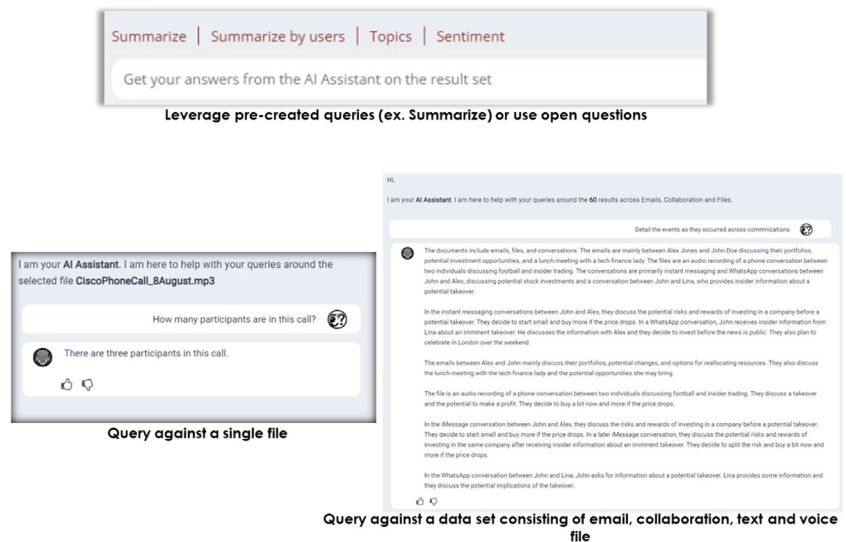 Summarize | Summarize by users | Topics | Sentiment
Get your answers from the AI Assistant on the result set
Leverage pre-created queries (ex. Summarize) or use open questions
I am your AI Assistant. I am here to help with your queries around the
selected file CiscoPhoneCall_8August.mp3
How many participants are in this call?
There are three participants in this call.
Query against a single file
Hi,
I am your AI Assistant. I am here to help with your queries around the 60 results across Emails, Collaboration and Files.
Detail the events as they occurred across commnications
The documents include emails, files, and conversations. The emails are mainly between Alex Jones and John Doe discussing their portfolios,
potential investment opportunities, and a lunch meeting with a tech finance lady. The files are an audio recording of a phone conversation between
two individuals discussing football and insider trading. The conversations are primarily instant messaging and WhatsApp conversations between
John and Alex, discussing potential stock investments and a conversation between John and Lina, who provides insider information about a
potential takeover.
In the instant messaging conversations between John and Alex, they discuss the potential risks and rewards of investing in a company before a
potential takeover. They decide to start small and buy more if the price drops. In a WhatsApp conversation, John receives insider information from
Lina about an imminent takeover. He discusses the information with Alex and they decide to invest before the news is public. They also plan to
celebrate in London over the weekend.
The emails between Alex and John mainly discuss their portfolios, potential changes, and options for reallocating resources. They also discuss
the lunch meeting with the tech finance lady and the potential opportunities she may bring.
The file is an audio recording of a phone conversation between two individuals discussing football and insider trading. They discuss a takeover
and the potential to make a profit. They decide to buy a bit now and more if the price drops.
In the iMessage conversation between John and Alex, they discuss the risks and rewards of investing in a company before a potential takeover.
They decide to start small and buy more if the price drops. In a later iMessage conversation, they discuss the potential risks and rewards of
investing in the same company after receiving insider information about an imminent takeover. They decide to split the risk and buy a bit now and
more if the price drops.
In the WhatsApp conversation between John and Lina, John asks for information about a potential takeover. Lina provides some information and
they discuss the potential implications of the takeover.
Query against a data set consisting of email, collaboration, text and voice
file